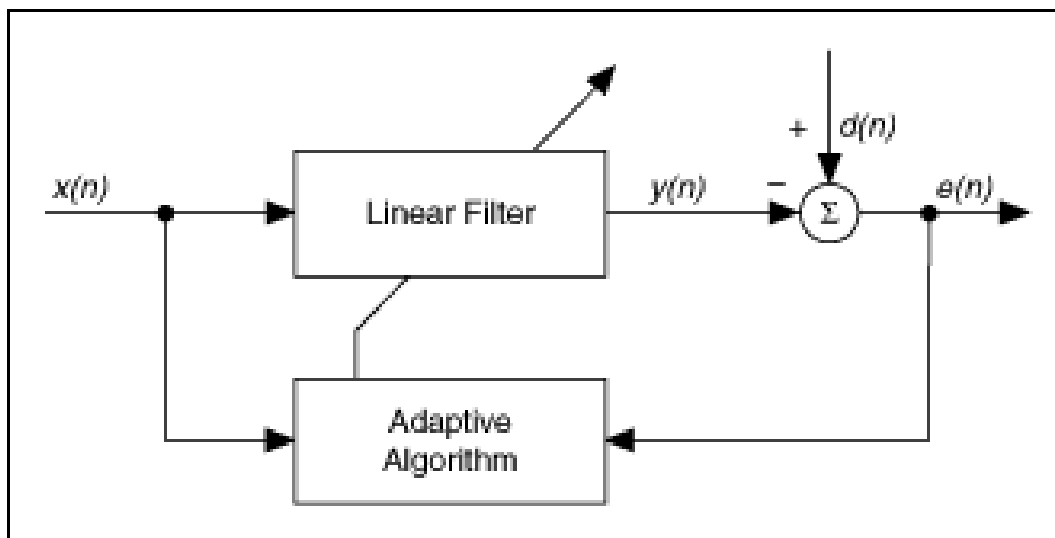 x(n)
Linear Filter
y(n)
−
+
d(n)
Σ
e(n)
Adaptive
Algorithm